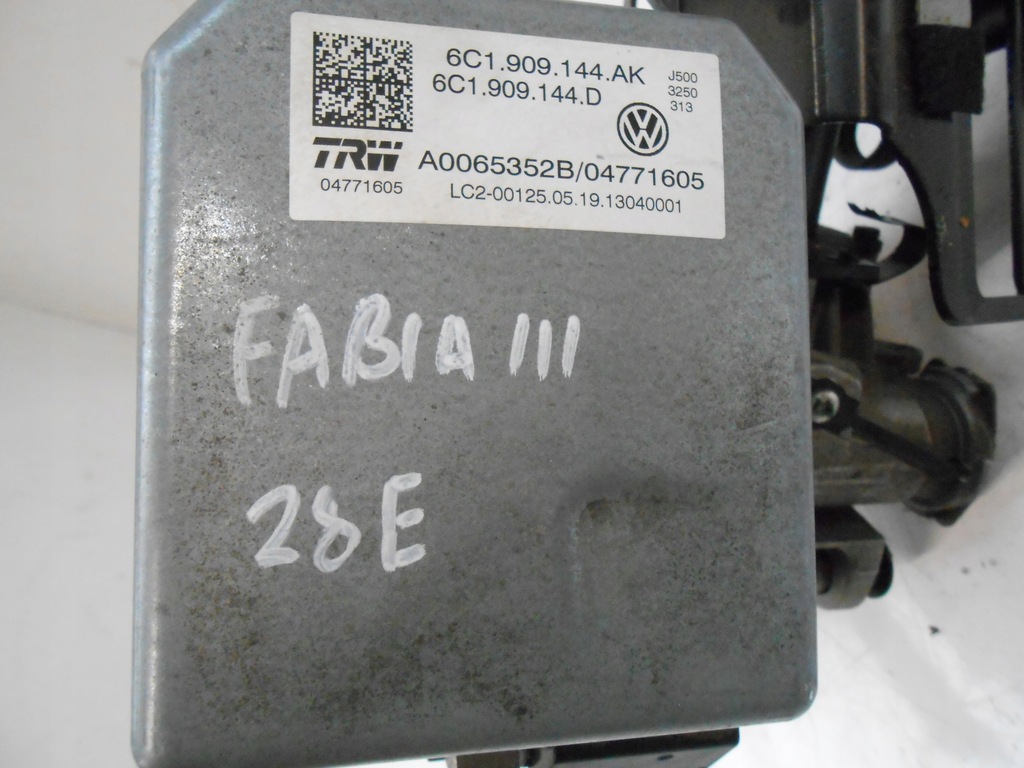 6C1.909.144.AK J500
6C1.909.144.D 3250
313
TRW A0065352B/04771605
04771605 LC2-00125.05.19.13040001
FABIA III
28E